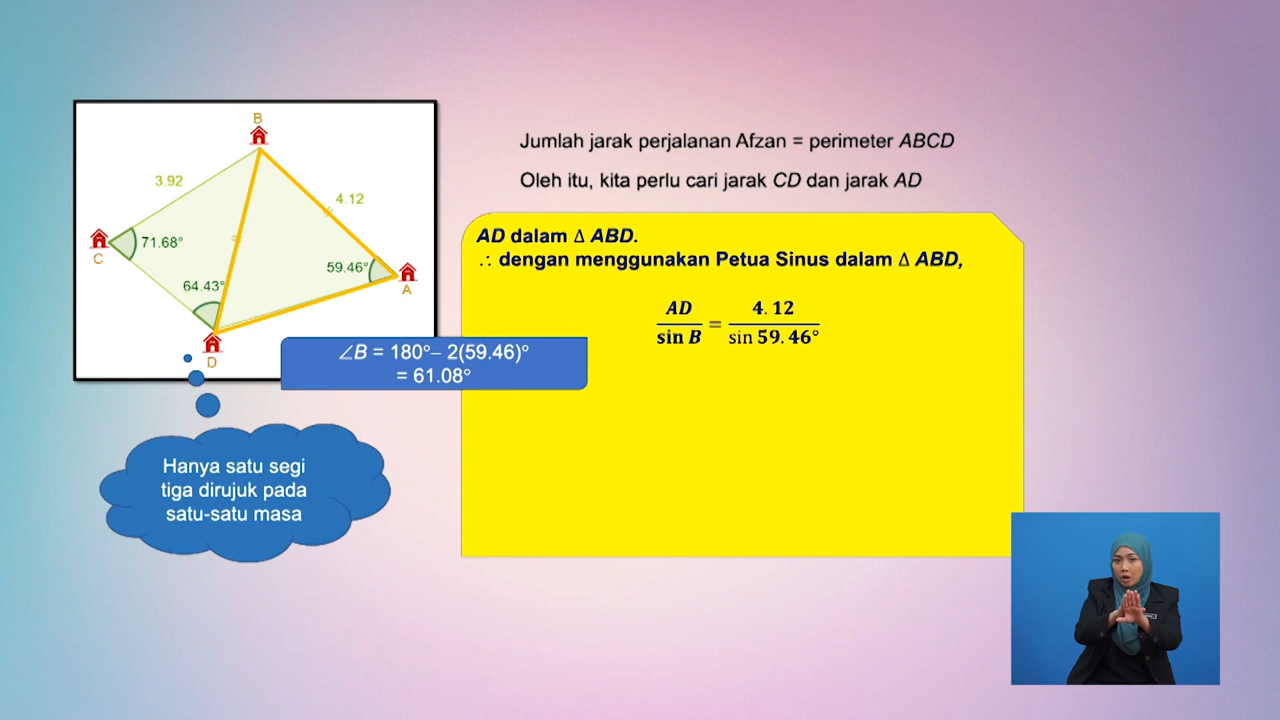 B
3.92
4.12
C
71.68°
59.46°
A
64.43°
D
∠B = 180°– 2(59.46)°
= 61.08°
Hanya satu segi
tiga dirujuk pada
satu-satu masa
Jumlah jarak perjalanan Afzan = perimeter ABCD
Oleh itu, kita perlu cari jarak CD dan jarak AD
AD dalam Δ ABD.
∴ dengan menggunakan Petua Sinus dalam Δ ABD,
AD / sin B = 4.12 / sin 59.46°